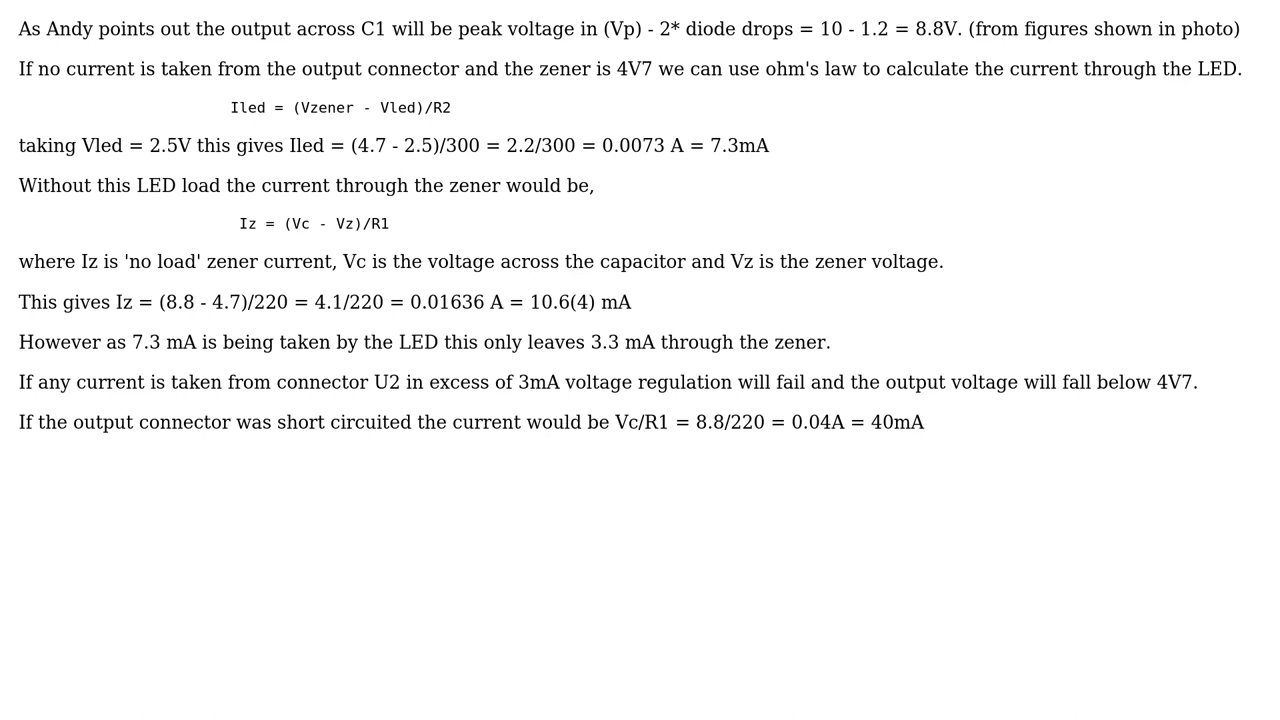 As Andy points out the output across C1 will be peak voltage in (Vp) - 2* diode drops = 10 - 1.2 = 8.8V. (from figures shown in photo)
If no current is taken from the output connector and the zener is 4V7 we can use ohm's law to calculate the current through the LED.
Iled = (Vzener - Vled)/R2
taking Vled = 2.5V this gives Iled = (4.7 - 2.5)/300 = 2.2/300 = 0.0073 A = 7.3mA
Without this LED load the current through the zener would be,
Iz = (Vc - Vz)/R1
where Iz is 'no load' zener current, Vc is the voltage across the capacitor and Vz is the zener voltage.
This gives Iz = (8.8 - 4.7)/220 = 4.1/220 = 0.01636 A = 10.6(4) mA
However as 7.3 mA is being taken by the LED this only leaves 3.3 mA through the zener.
If any current is taken from connector U2 in excess of 3mA voltage regulation will fail and the output voltage will fall below 4V7.
If the output connector was short circuited the current would be Vc/R1 = 8.8/220 = 0.04A = 40mA